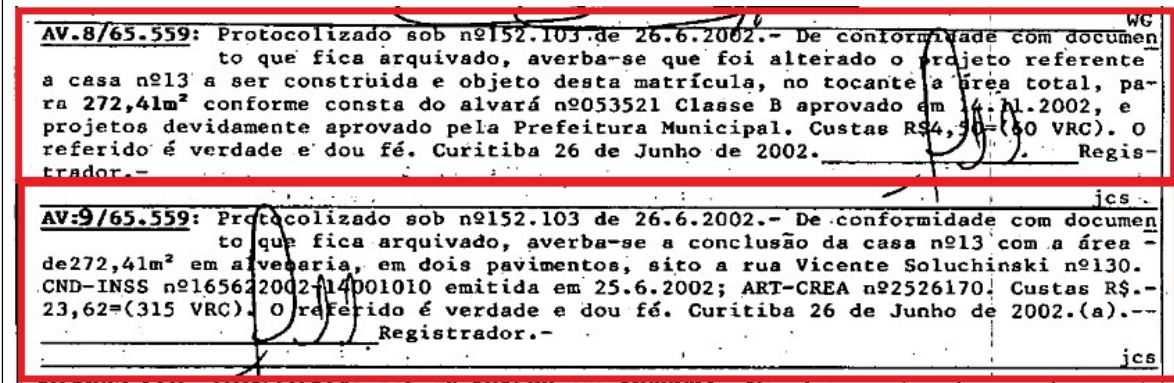 WG
AV.8/65.559: Protocolizado sob nº152.103 de 26.6.2002.- De conformidade com documen
to que fica arquivado, averba-se que foi alterado o projeto referente
a casa nº13 a ser construida e objeto desta matrícula, no tocante a área total, pa-
ra 272,41m² conforme consta do alvará nº053521 Classe B aprovado em 4.11.2002, e
projetos devidamente aprovado pela Prefeitura Municipal. Custas R$4,50=(60 VRC). O
referido é verdade e dou fé. Curitiba 26 de Junho de 2002. Regis-
trador.-
jcs
AV:9/65.559: Protocolizado sob nº152.103 de 26.6.2002.- De conformidade com documen
to que fica arquivado, averba-se a conclusão da casa nº13 com a área -
de272,41m² em alvenaria, em dois pavimentos, sito a rua Vicente Soluchinski nº130.
CND-INSS nº165622002-14001010 emitida em 25.6.2002; ART-CREA nº2526170. Custas R$.-
23,62=(315 VRC). O referido é verdade e dou fé. Curitiba 26 de Junho de 2002.(a).--
Registrador.-
jcs